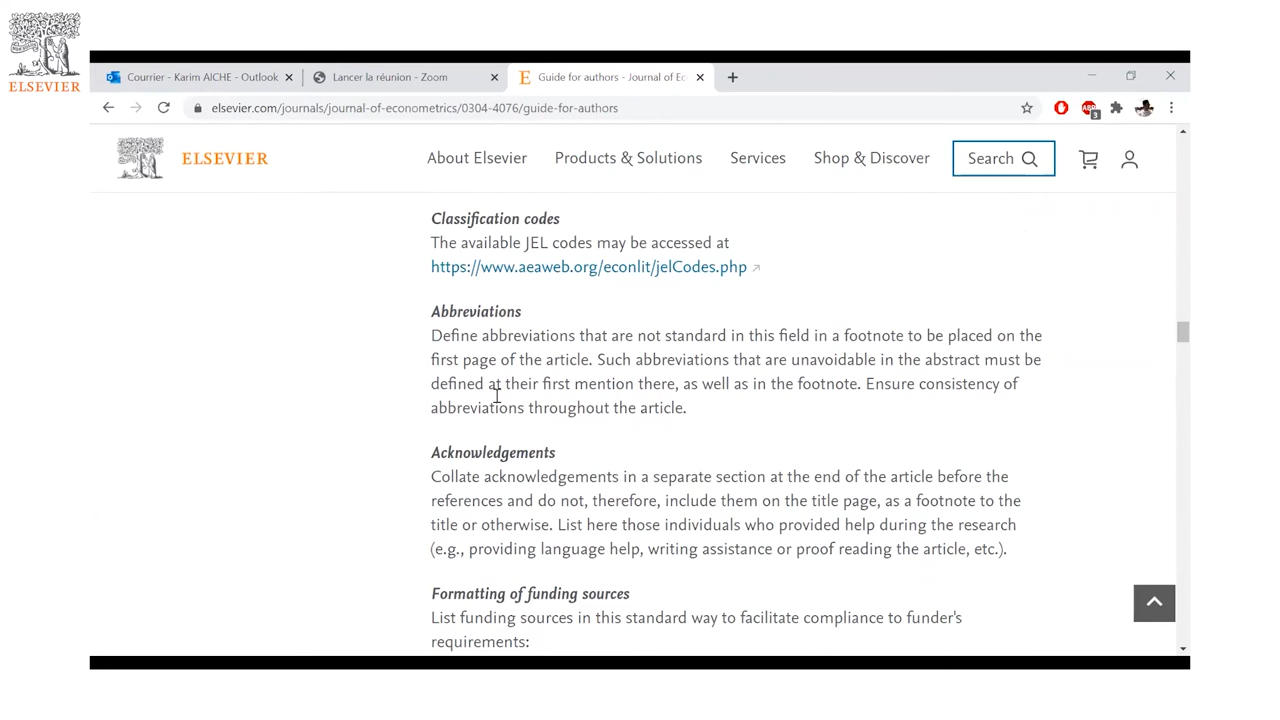 ELSEVIER
Courrier - Karim AICHE - Outlook
Lancer la réunion - Zoom
Guide for authors - Journal of Ec
elsevier.com/journals/journal-of-econometrics/0304-4076/guide-for-authors
ABP
3
ELSEVIER
About Elsevier
Products & Solutions
Services
Shop & Discover
Search
Classification codes
The available JEL codes may be accessed at
https://www.aeaweb.org/econlit/jelCodes.php
Abbreviations
Define abbreviations that are not standard in this field in a footnote to be placed on the
first page of the article. Such abbreviations that are unavoidable in the abstract must be
defined at their first mention there, as well as in the footnote. Ensure consistency of
abbreviations throughout the article.
Acknowledgements
Collate acknowledgements in a separate section at the end of the article before the
references and do not, therefore, include them on the title page, as a footnote to the
title or otherwise. List here those individuals who provided help during the research
(e.g., providing language help, writing assistance or proof reading the article, etc.).
Formatting of funding sources
List funding sources in this standard way to facilitate compliance to funder's
requirements: